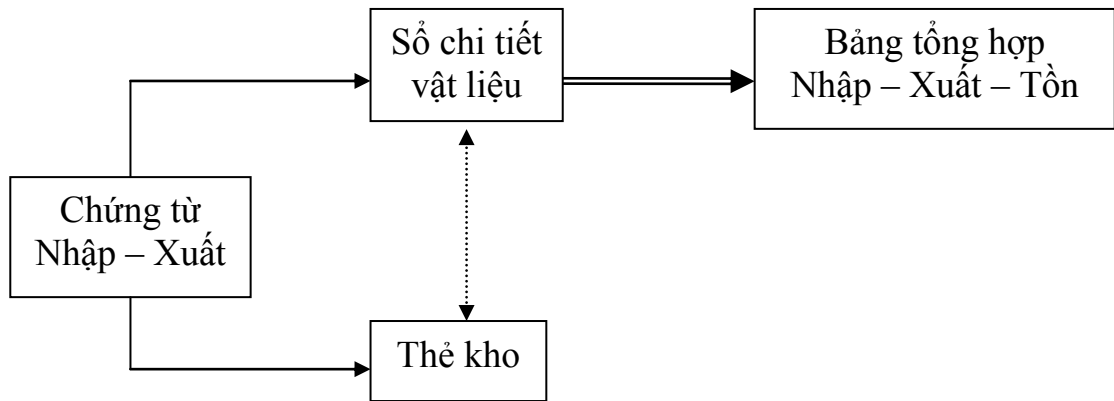 Sổ chi tiết
vật liệu
Bảng tổng hợp
Nhập – Xuất – Tồn
Chứng từ
Nhập – Xuất
Thẻ kho